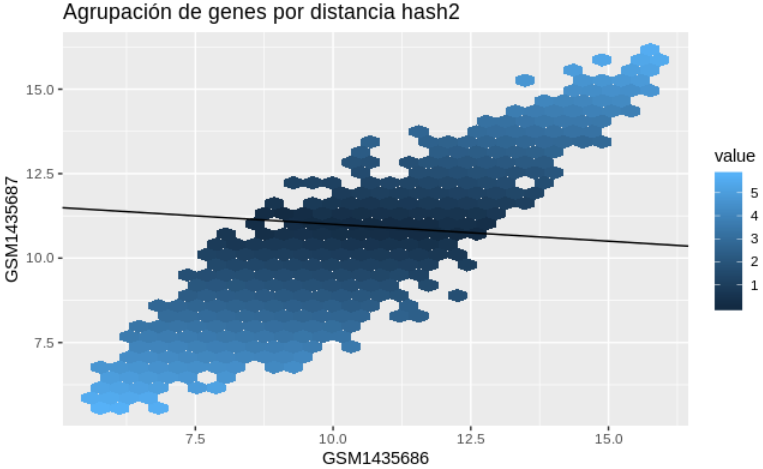 Agrupación de genes por distancia hash2
15.0
12.5
10.0
7.5
GSM1435687
7.5 10.0 12.5 15.0
GSM1435686
value
5
4
3
2
1